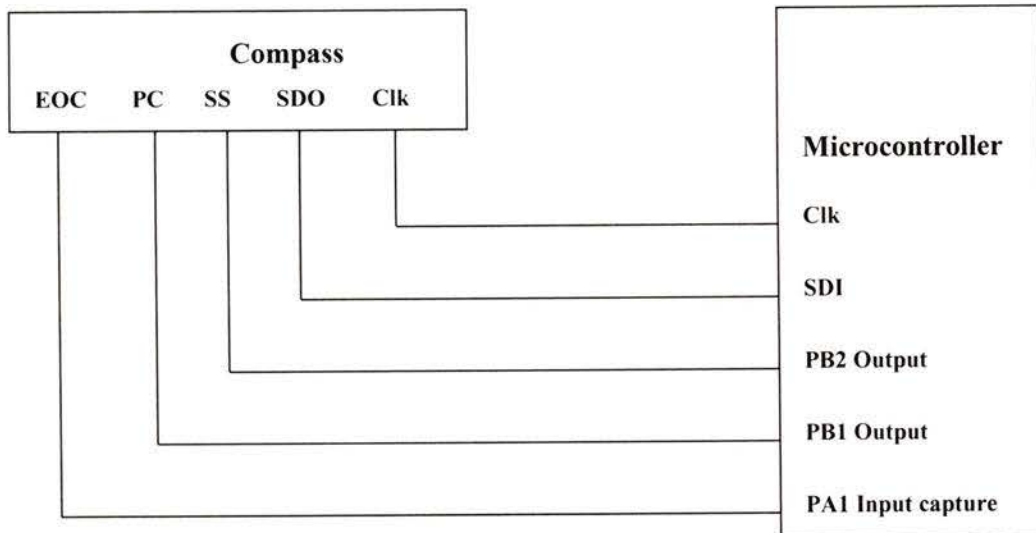 Compass
EOC PC SS SDO Clk
Microcontroller
Clk
SDI
PB2 Output
PB1 Output
PA1 Input capture